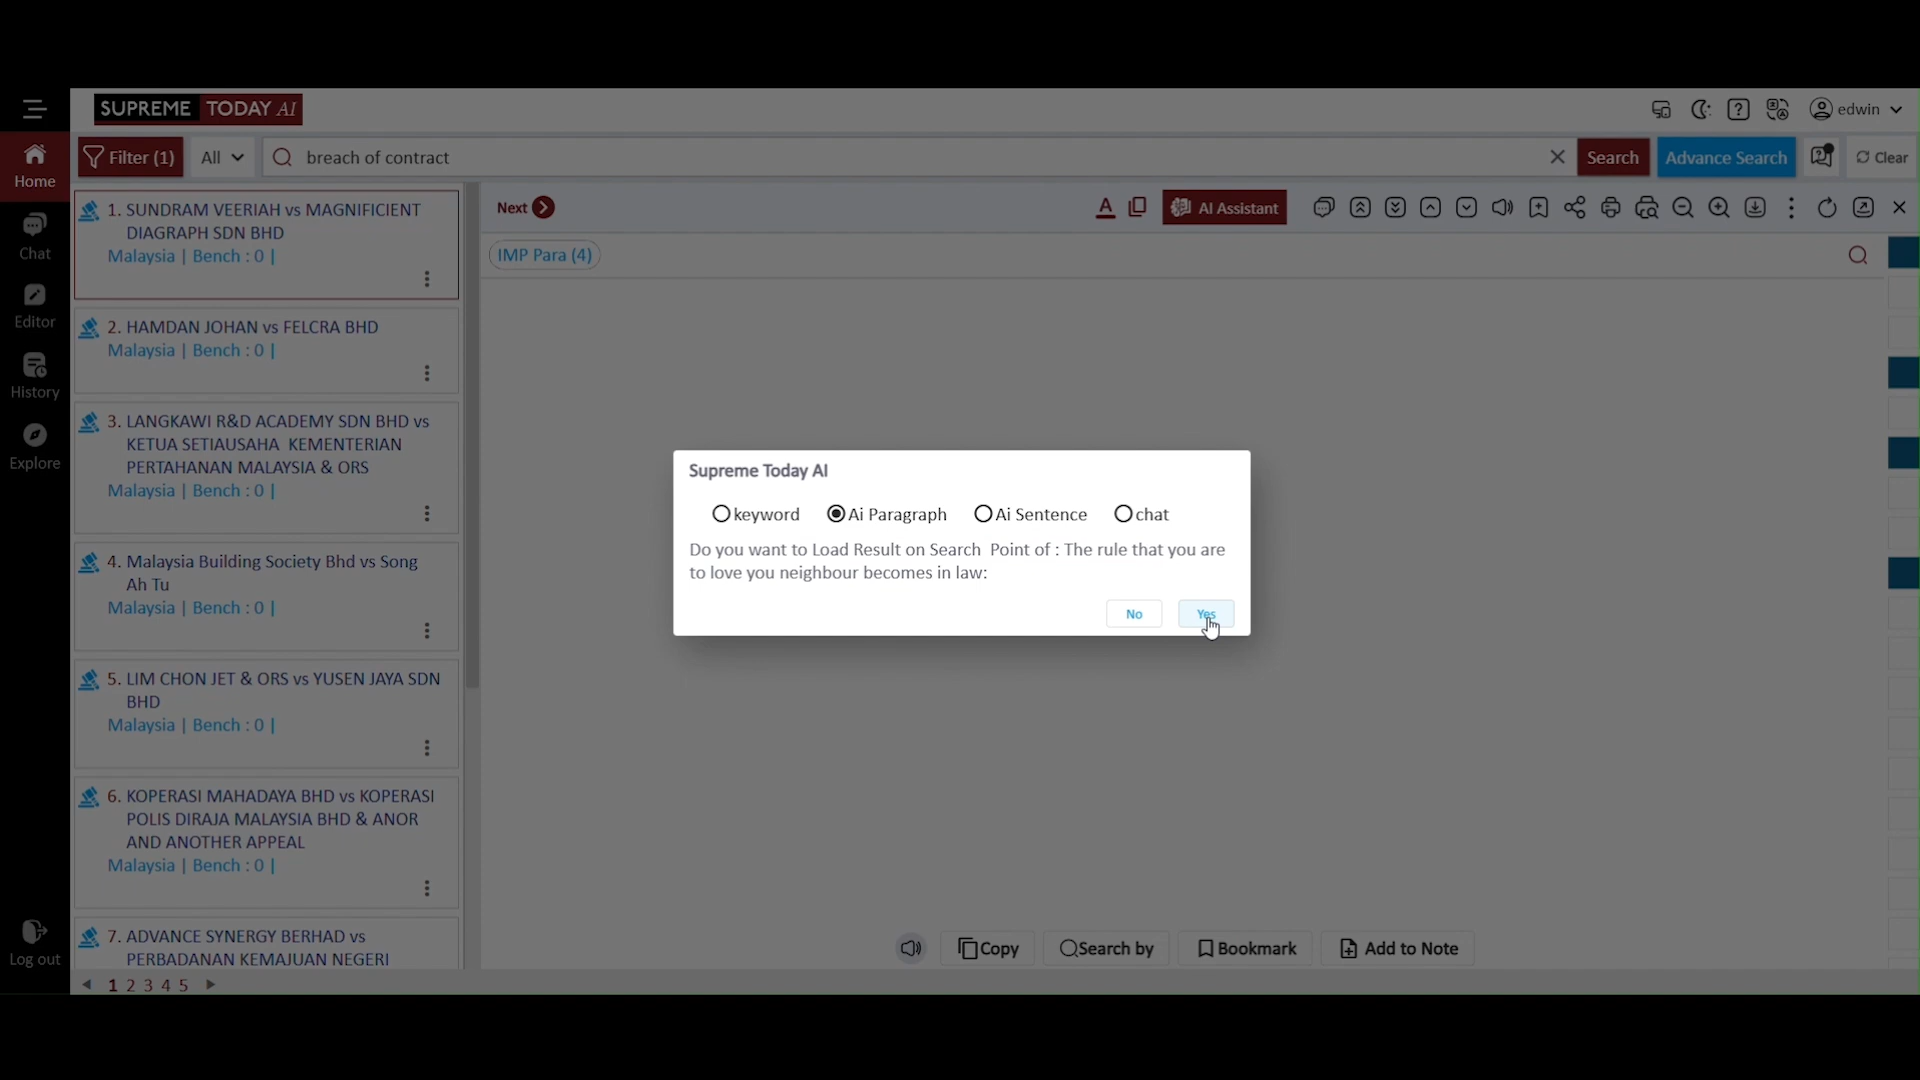 SUPREME TODAY AI
edwin
Filter (1)
All
breach of contract
Search
Advance Search
Clear
Home
Chat
Editor
History
Explore
Log out
1. SUNDRAM VEERIAH vs MAGNIFICIENT
DIAGRAPH SDN BHD
Malaysia | Bench : 0 |
2. HAMDAN JOHAN vs FELCRA BHD
Malaysia | Bench : 0 |
3. LANGKAWI R&D ACADEMY SDN BHD vs
KETUA SETIAUSAHA KEMENTERIAN
PERTAHANAN MALAYSIA & ORS
Malaysia | Bench : 0 |
4. Malaysia Building Society Bhd vs Song
Ah Tu
Malaysia | Bench : 0 |
5. LIM CHON JET & ORS vs YUSEN JAYA SDN
BHD
Malaysia | Bench : 0 |
6. KOPERASI MAHADAYA BHD vs KOPERASI
POLIS DIRAJA MALAYSIA BHD & ANOR
AND ANOTHER APPEAL
Malaysia | Bench : 0 |
7. ADVANCE SYNERGY BERHAD vs
PERBADANAN KEMAJUAN NEGERI
1 2 3 4 5
Next
A
AI Assistant
IMP Para (4)
Supreme Today AI
keyword Ai Paragraph Ai Sentence chat
Do you want to Load Result on Search Point of : The rule that you are
to love you neighbour becomes in law:
No Yes
Copy Search by Bookmark Add to Note